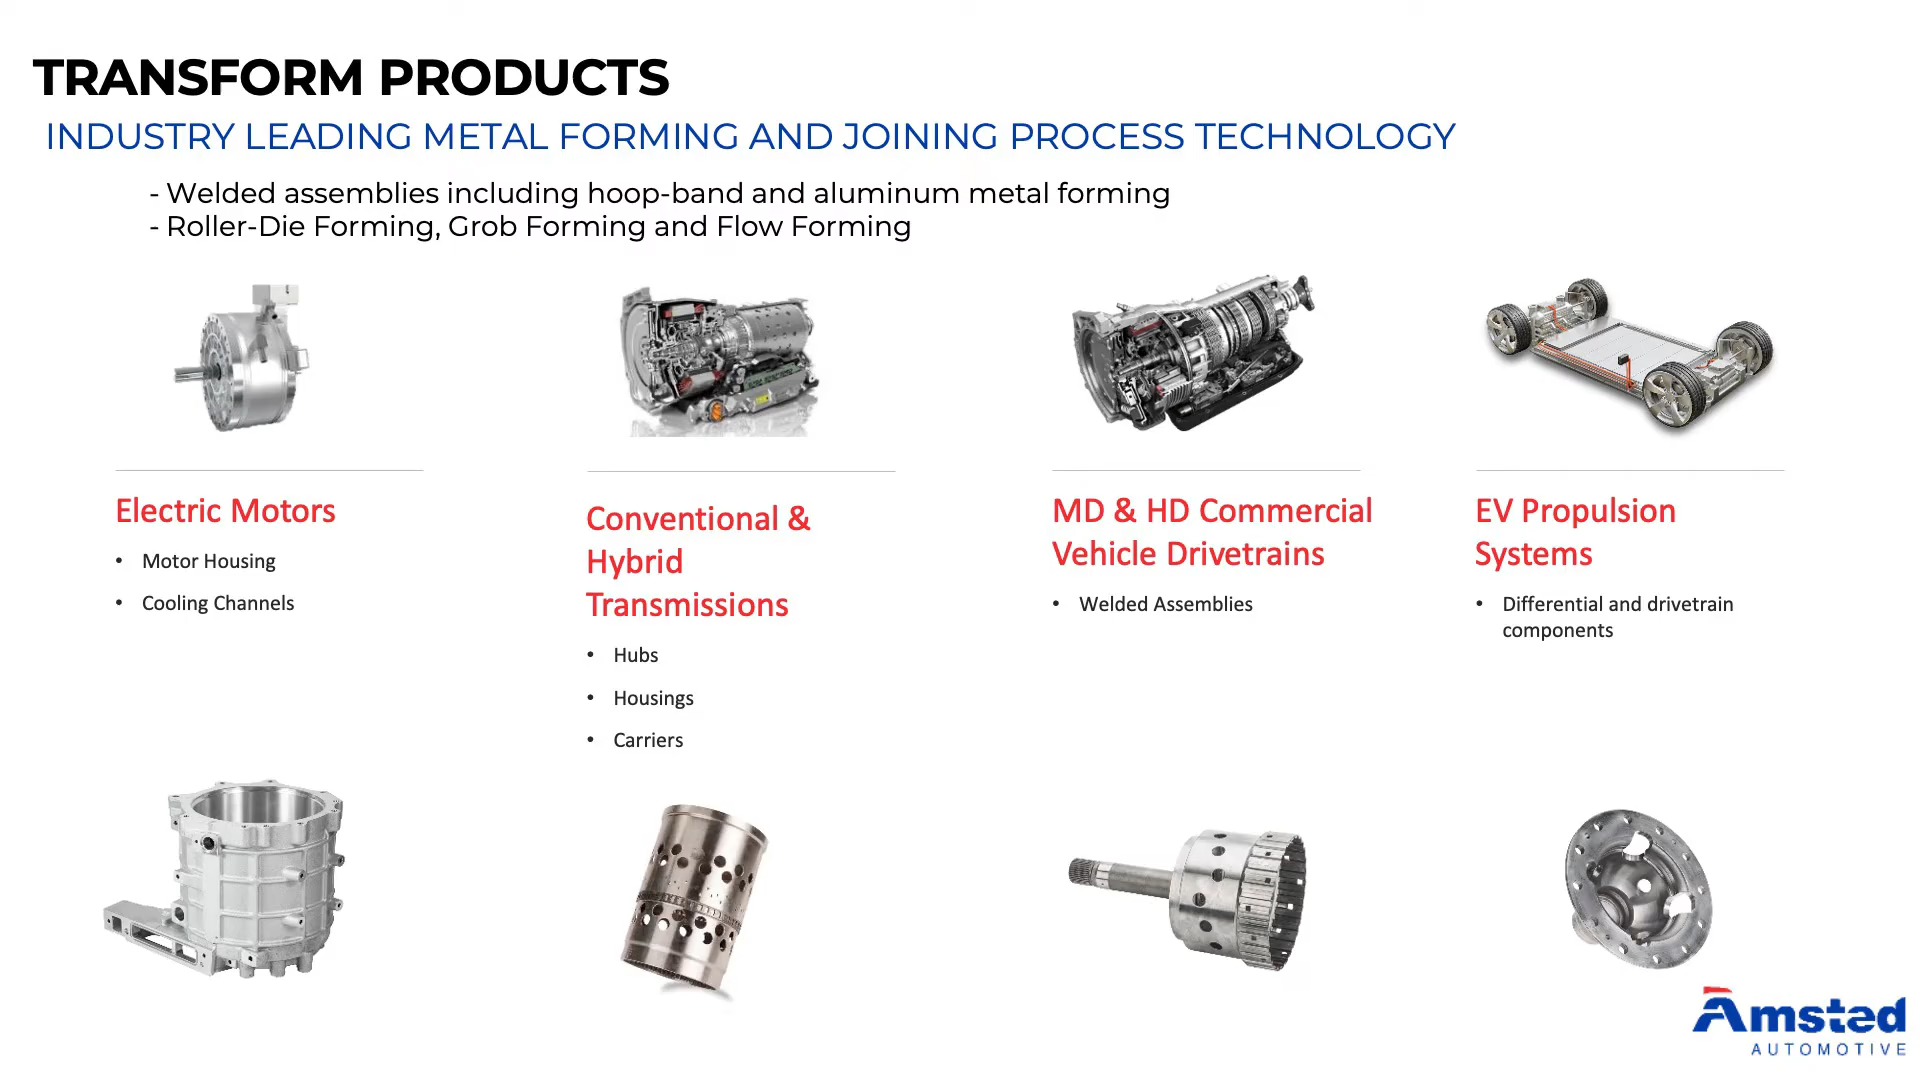 TRANSFORM PRODUCTS
INDUSTRY LEADING METAL FORMING AND JOINING PROCESS TECHNOLOGY
- Welded assemblies including hoop-band and aluminum metal forming
- Roller-Die Forming, Grob Forming and Flow Forming
Electric Motors
• Motor Housing
• Cooling Channels
Conventional &
Hybrid
Transmissions
• Hubs
• Housings
• Carriers
MD & HD Commercial
Vehicle Drivetrains
• Welded Assemblies
EV Propulsion
Systems
• Differential and drivetrain
components
Amsted
AUTOMOTIVE